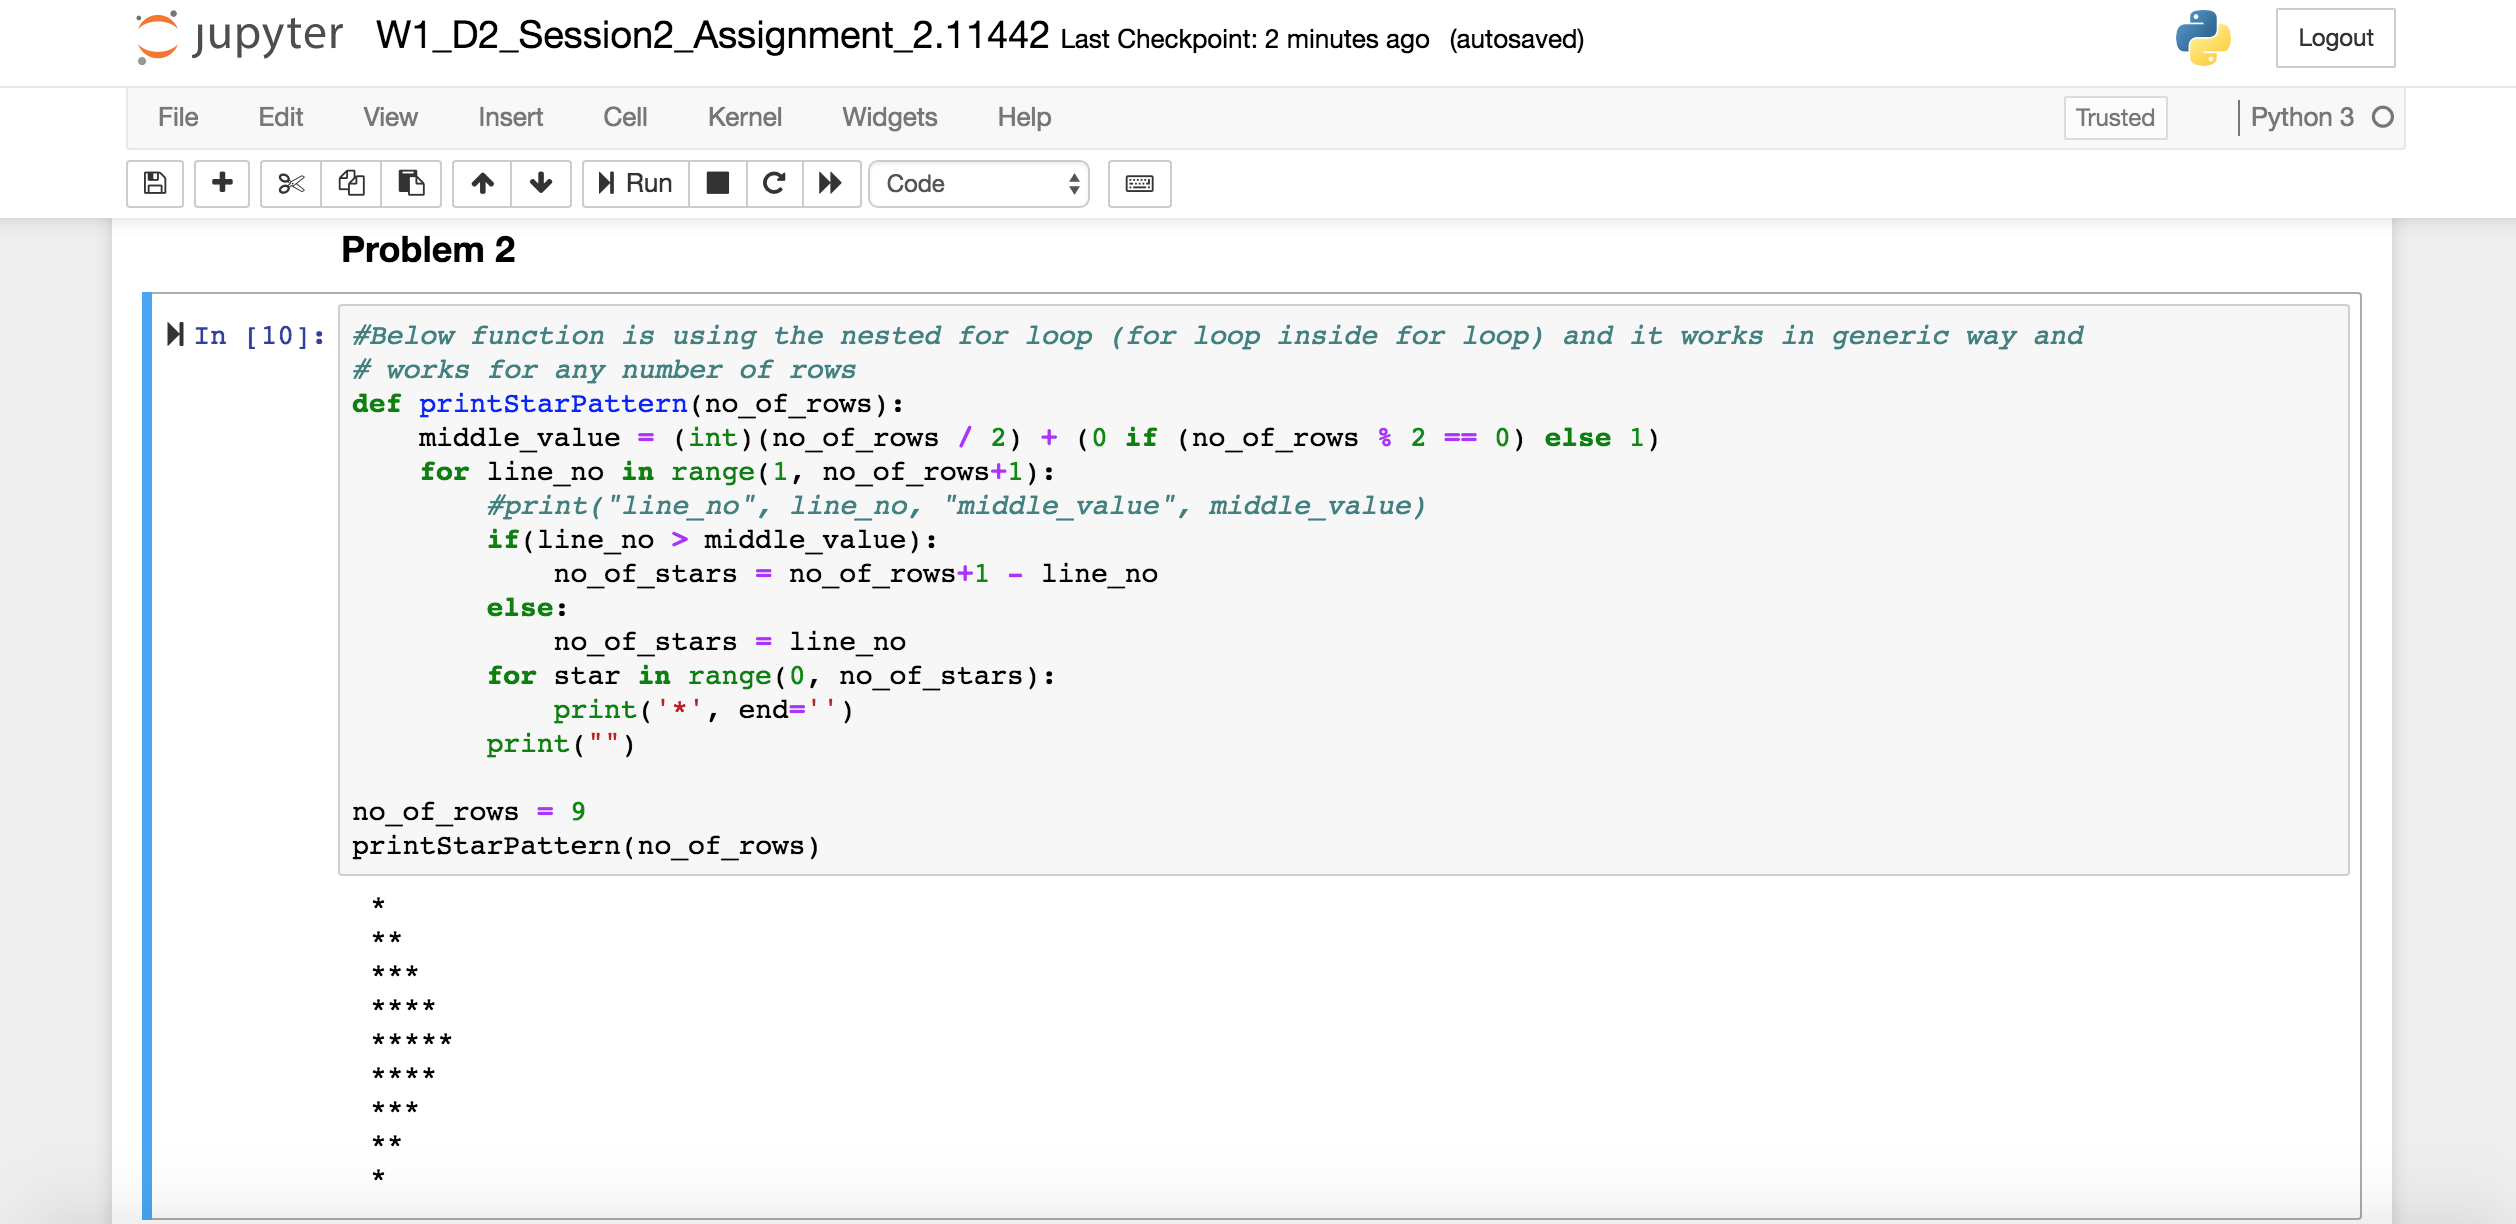 jupyter W1_D2_Session2_Assignment_2.11442 Last Checkpoint: 2 minutes ago (autosaved) Logout
File Edit View Insert Cell Kernel Widgets Help Trusted Python 3
Run Code
Problem 2
In [10]: #Below function is using the nested for loop (for loop inside for loop) and it works in generic way and
# works for any number of rows
def printStarPattern(no_of_rows):
    middle_value = (int)(no_of_rows / 2) + (0 if (no_of_rows % 2 == 0) else 1)
    for line_no in range(1, no_of_rows+1):
        #print("line_no", line_no, "middle_value", middle_value)
        if(line_no > middle_value):
            no_of_stars = no_of_rows+1 - line_no
        else:
            no_of_stars = line_no
        for star in range(0, no_of_stars):
            print('*', end='')
        print("")
no_of_rows = 9
printStarPattern(no_of_rows)
*
**
***
****
*****
****
***
**
*